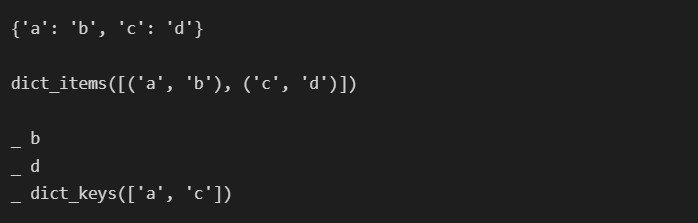 {'a': 'b', 'c': 'd'}
dict_items([('a', 'b'), ('c', 'd')])
_ b
_ d
_ dict_keys(['a', 'c'])